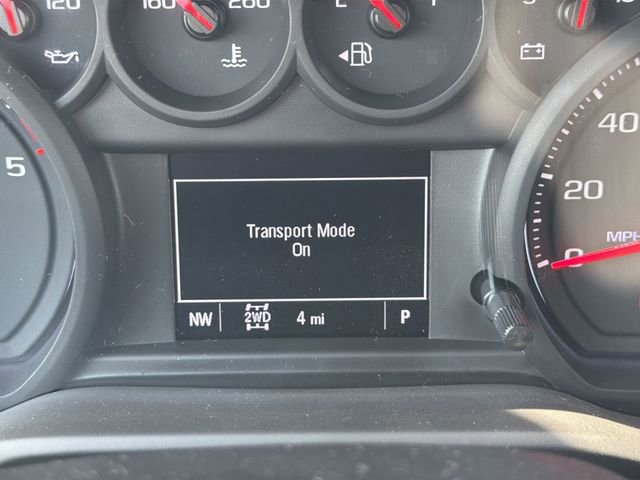 120
160 260
E F
5
40
20
0
MPH
Transport Mode
On
NW 2WD 4 mi P